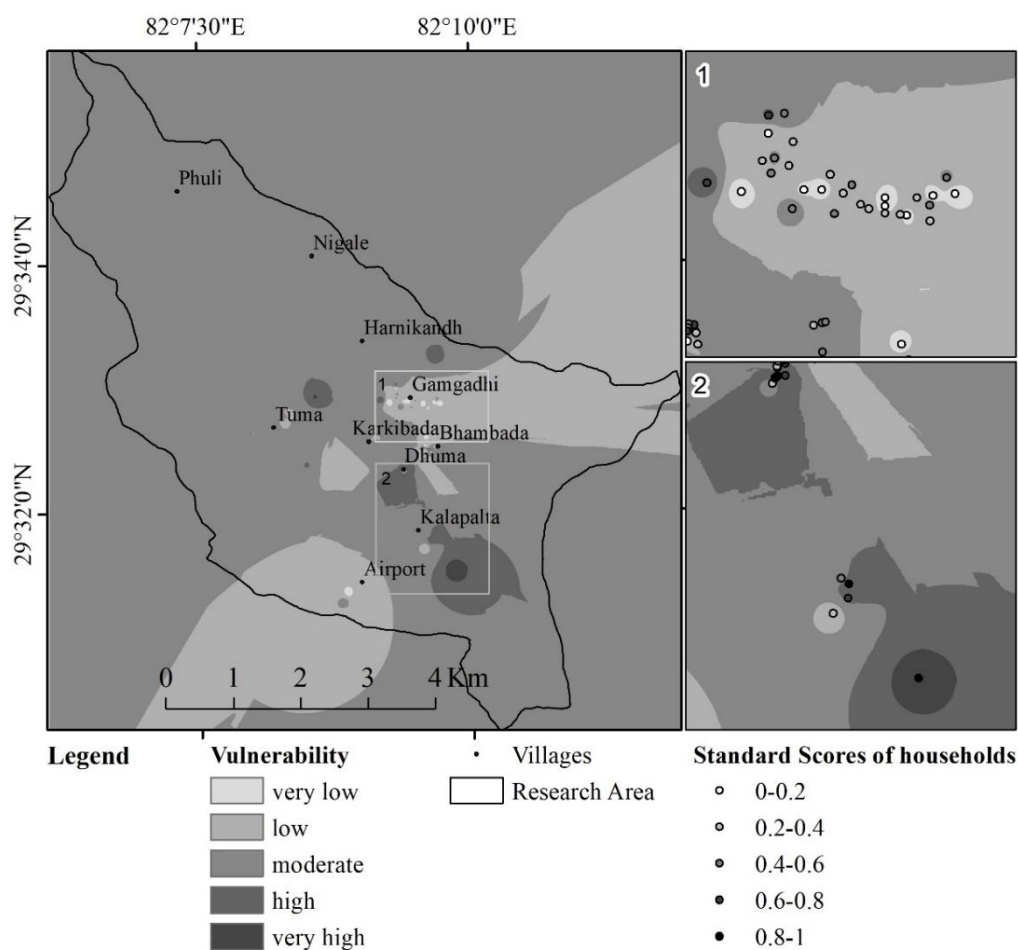 82°7'30"E 82°10'0"E
29°34'0"N
29°32'0"N
Phuli
Nigale
Harnikandh
1
Gamgadhi
Tuma
Karkibada
Bhambada
Dhuma
2
Kalapalta
Airport
0 1 2 3 4 Km
1
2
Legend
Vulnerability
very low
low
moderate
high
very high
Villages
Research Area
Standard Scores of households
0-0.2
0.2-0.4
0.4-0.6
0.6-0.8
0.8-1